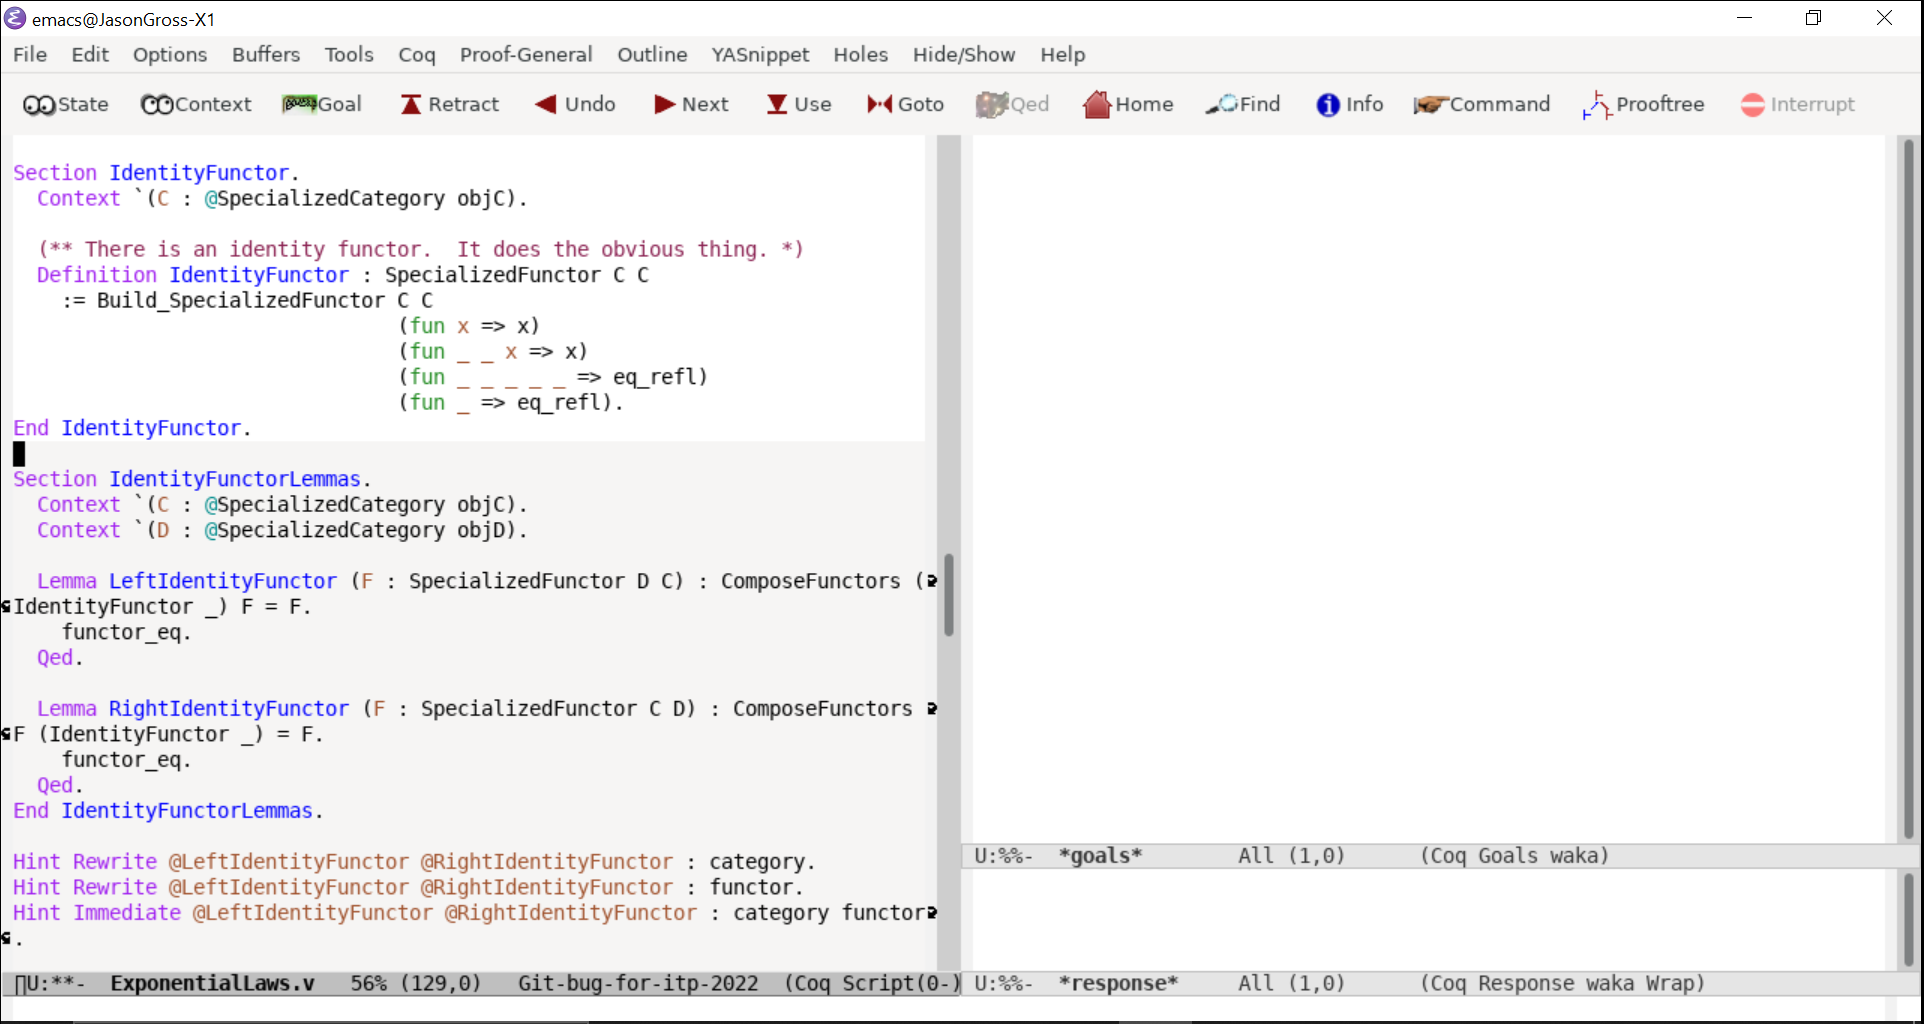 emacs@JasonGross-X1
File Edit Options Buffers Tools Coq Proof-General Outline YASnippet Holes Hide/Show Help
State Context Goal Retract Undo Next Use Goto Qed Home Find Info Command Prooftree Interrupt
Section IdentityFunctor.
  Context `(C : @SpecializedCategory objC).

  (** There is an identity functor.  It does the obvious thing. *)
  Definition IdentityFunctor : SpecializedFunctor C C
    := Build_SpecializedFunctor C C
                                (fun x => x)
                                (fun _ _ x => x)
                                (fun _ _ _ _ _ => eq_refl)
                                (fun _ => eq_refl).
End IdentityFunctor.

Section IdentityFunctorLemmas.
  Context `(C : @SpecializedCategory objC).
  Context `(D : @SpecializedCategory objD).

  Lemma LeftIdentityFunctor (F : SpecializedFunctor D C) : ComposeFunctors (
IdentityFunctor _) F = F.
    functor_eq.
  Qed.

  Lemma RightIdentityFunctor (F : SpecializedFunctor C D) : ComposeFunctors
F (IdentityFunctor _) = F.
    functor_eq.
  Qed.
End IdentityFunctorLemmas.

Hint Rewrite @LeftIdentityFunctor @RightIdentityFunctor : category.
Hint Rewrite @LeftIdentityFunctor @RightIdentityFunctor : functor.
Hint Immediate @LeftIdentityFunctor @RightIdentityFunctor : category functor
.
U:**-  ExponentialLaws.v   56% (129,0)   Git-bug-for-itp-2022  (Coq Script(0-)
U:%%-  *goals*        All (1,0)      (Coq Goals waka)
U:%%-  *response*     All (1,0)      (Coq Response waka Wrap)